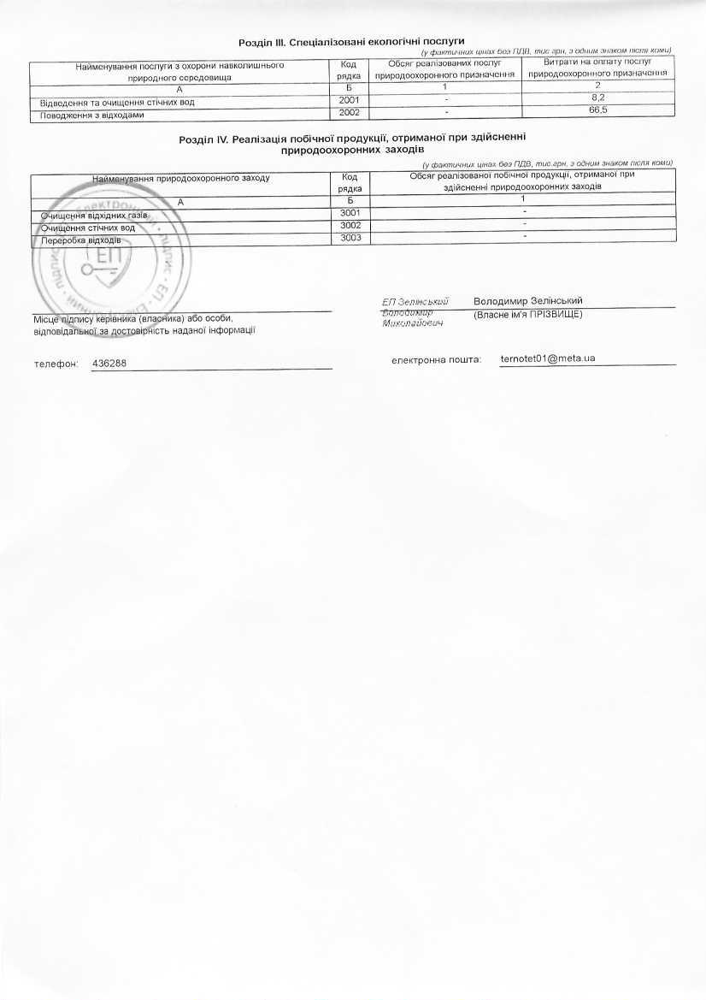 Розділ III. Спеціалізовані екологічні послуги
(у фактичних цінах без ПДВ, тис.грн, з одним знаком після коми)
Найменування послуги з охорони навколишнього природного середовища Код рядка Обсяг реалізованих послуг природоохоронного призначення Витрати на оплату послуг природоохоронного призначення
А Б 1 2
Відведення та очищення стічних вод 2001 - 8,2
Поводження з відходами 2002 - 66,5
Розділ IV. Реалізація побічної продукції, отриманої при здійсненні
природоохоронних заходів
(у фактичних цінах без ПДВ, тис.грн, з одним знаком після коми)
Найменування природоохоронного заходу Код рядка Обсяг реалізованої побічної продукції, отриманої при здійсненні природоохоронних заходів
А Б 1
Очищення відхідних газів 3001 -
Очищення стічних вод 3002 -
Переробка відходів 3003 -
ЕП
ЕП Зелінський
Володимир
Миколайович
Володимир Зелінський
(Власне ім'я ПРІЗВИЩЕ)
Місце підпису керівника (власника) або особи,
відповідальної за достовірність наданої інформації
телефон: 436288
електронна пошта: ternotet01@meta.ua